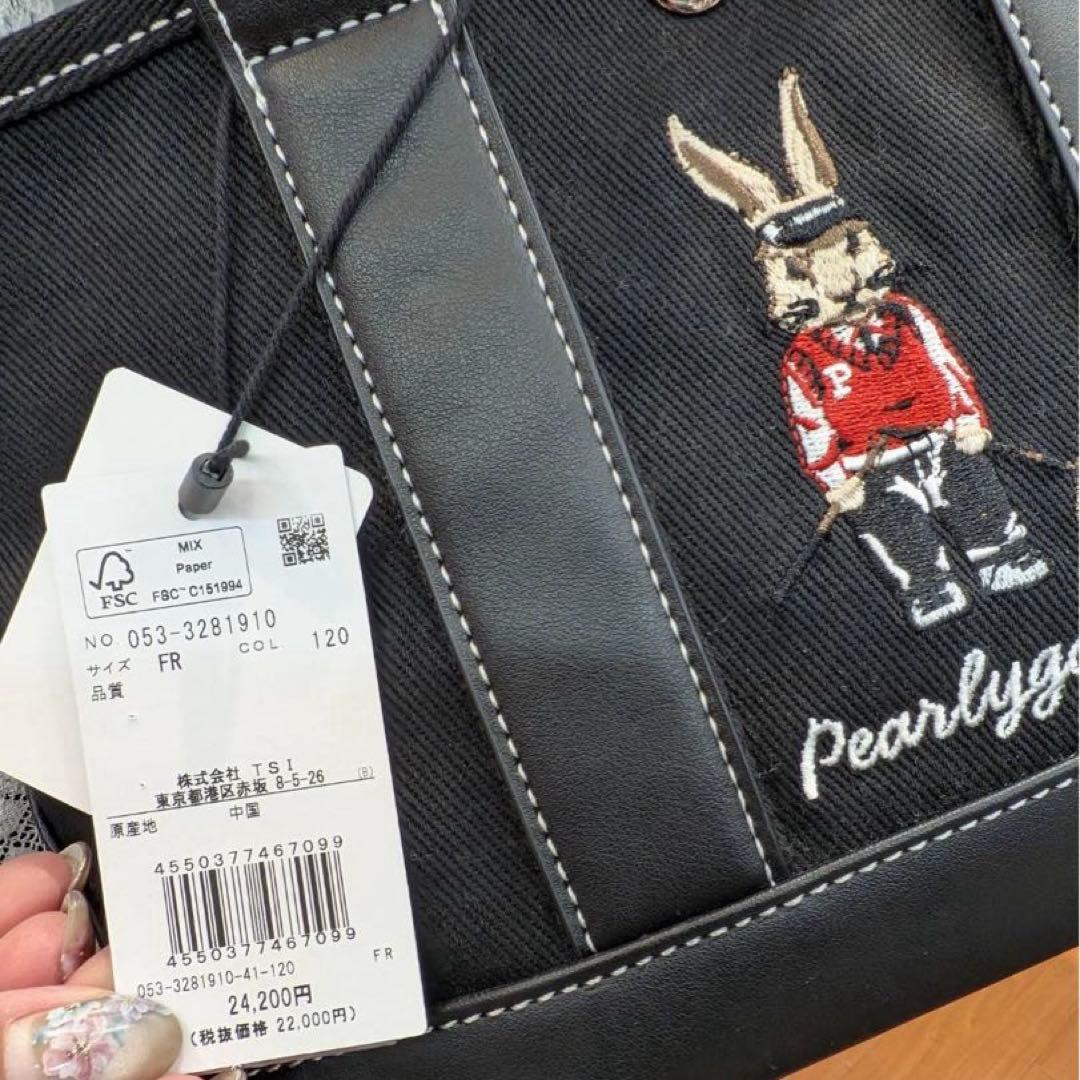 P
Pearlyga
MIX
Paper
FSC
FSC™ C151994
NO. 053-3281910
サイズ FR COL. 120
品質
株式会社 TSI
東京都港区赤坂 8-5-26 (B)
原産地 中国
4550377467099
4550377467099
053-3281910-41-120 FR
24,200円
(税抜価格 22,000円)